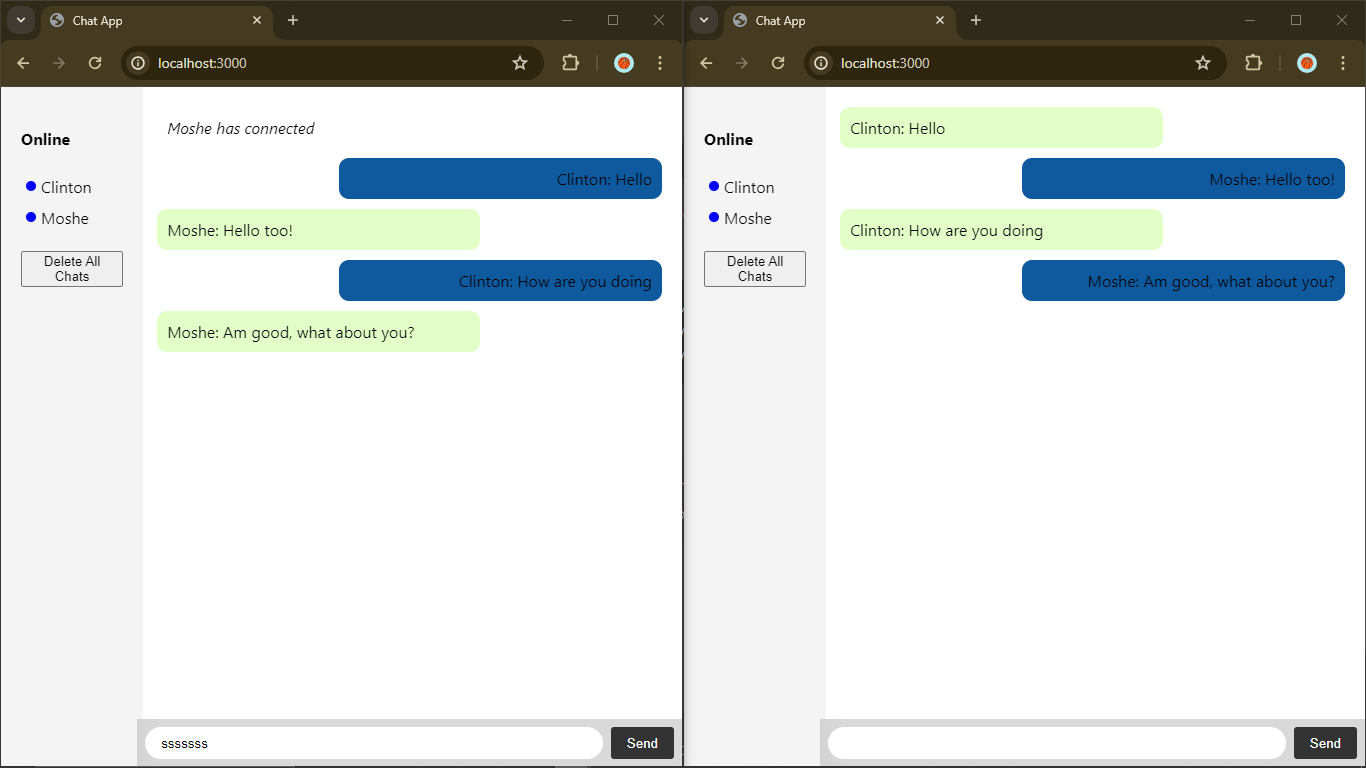 Chat App
localhost:3000
Online
Clinton
Moshe
Delete All
Chats
Moshe has connected
Clinton: Hello
Moshe: Hello too!
Clinton: How are you doing
Moshe: Am good, what about you?
sssssss
Send
Chat App
localhost:3000
Online
Clinton
Moshe
Delete All
Chats
Clinton: Hello
Moshe: Hello too!
Clinton: How are you doing
Moshe: Am good, what about you?
Send